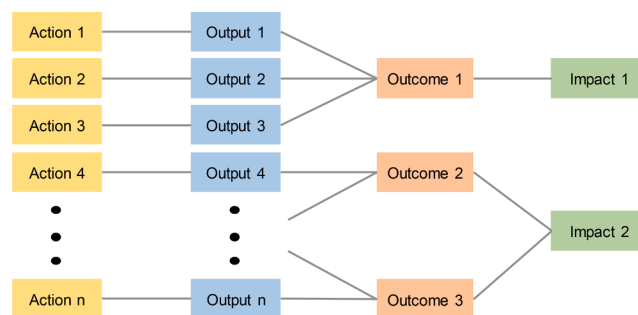 Action 1
Output 1
Action 2
Output 2
Outcome 1
Impact 1
Action 3
Output 3
Action 4
Output 4
Outcome 2
Impact 2
Action n
Output n
Outcome 3